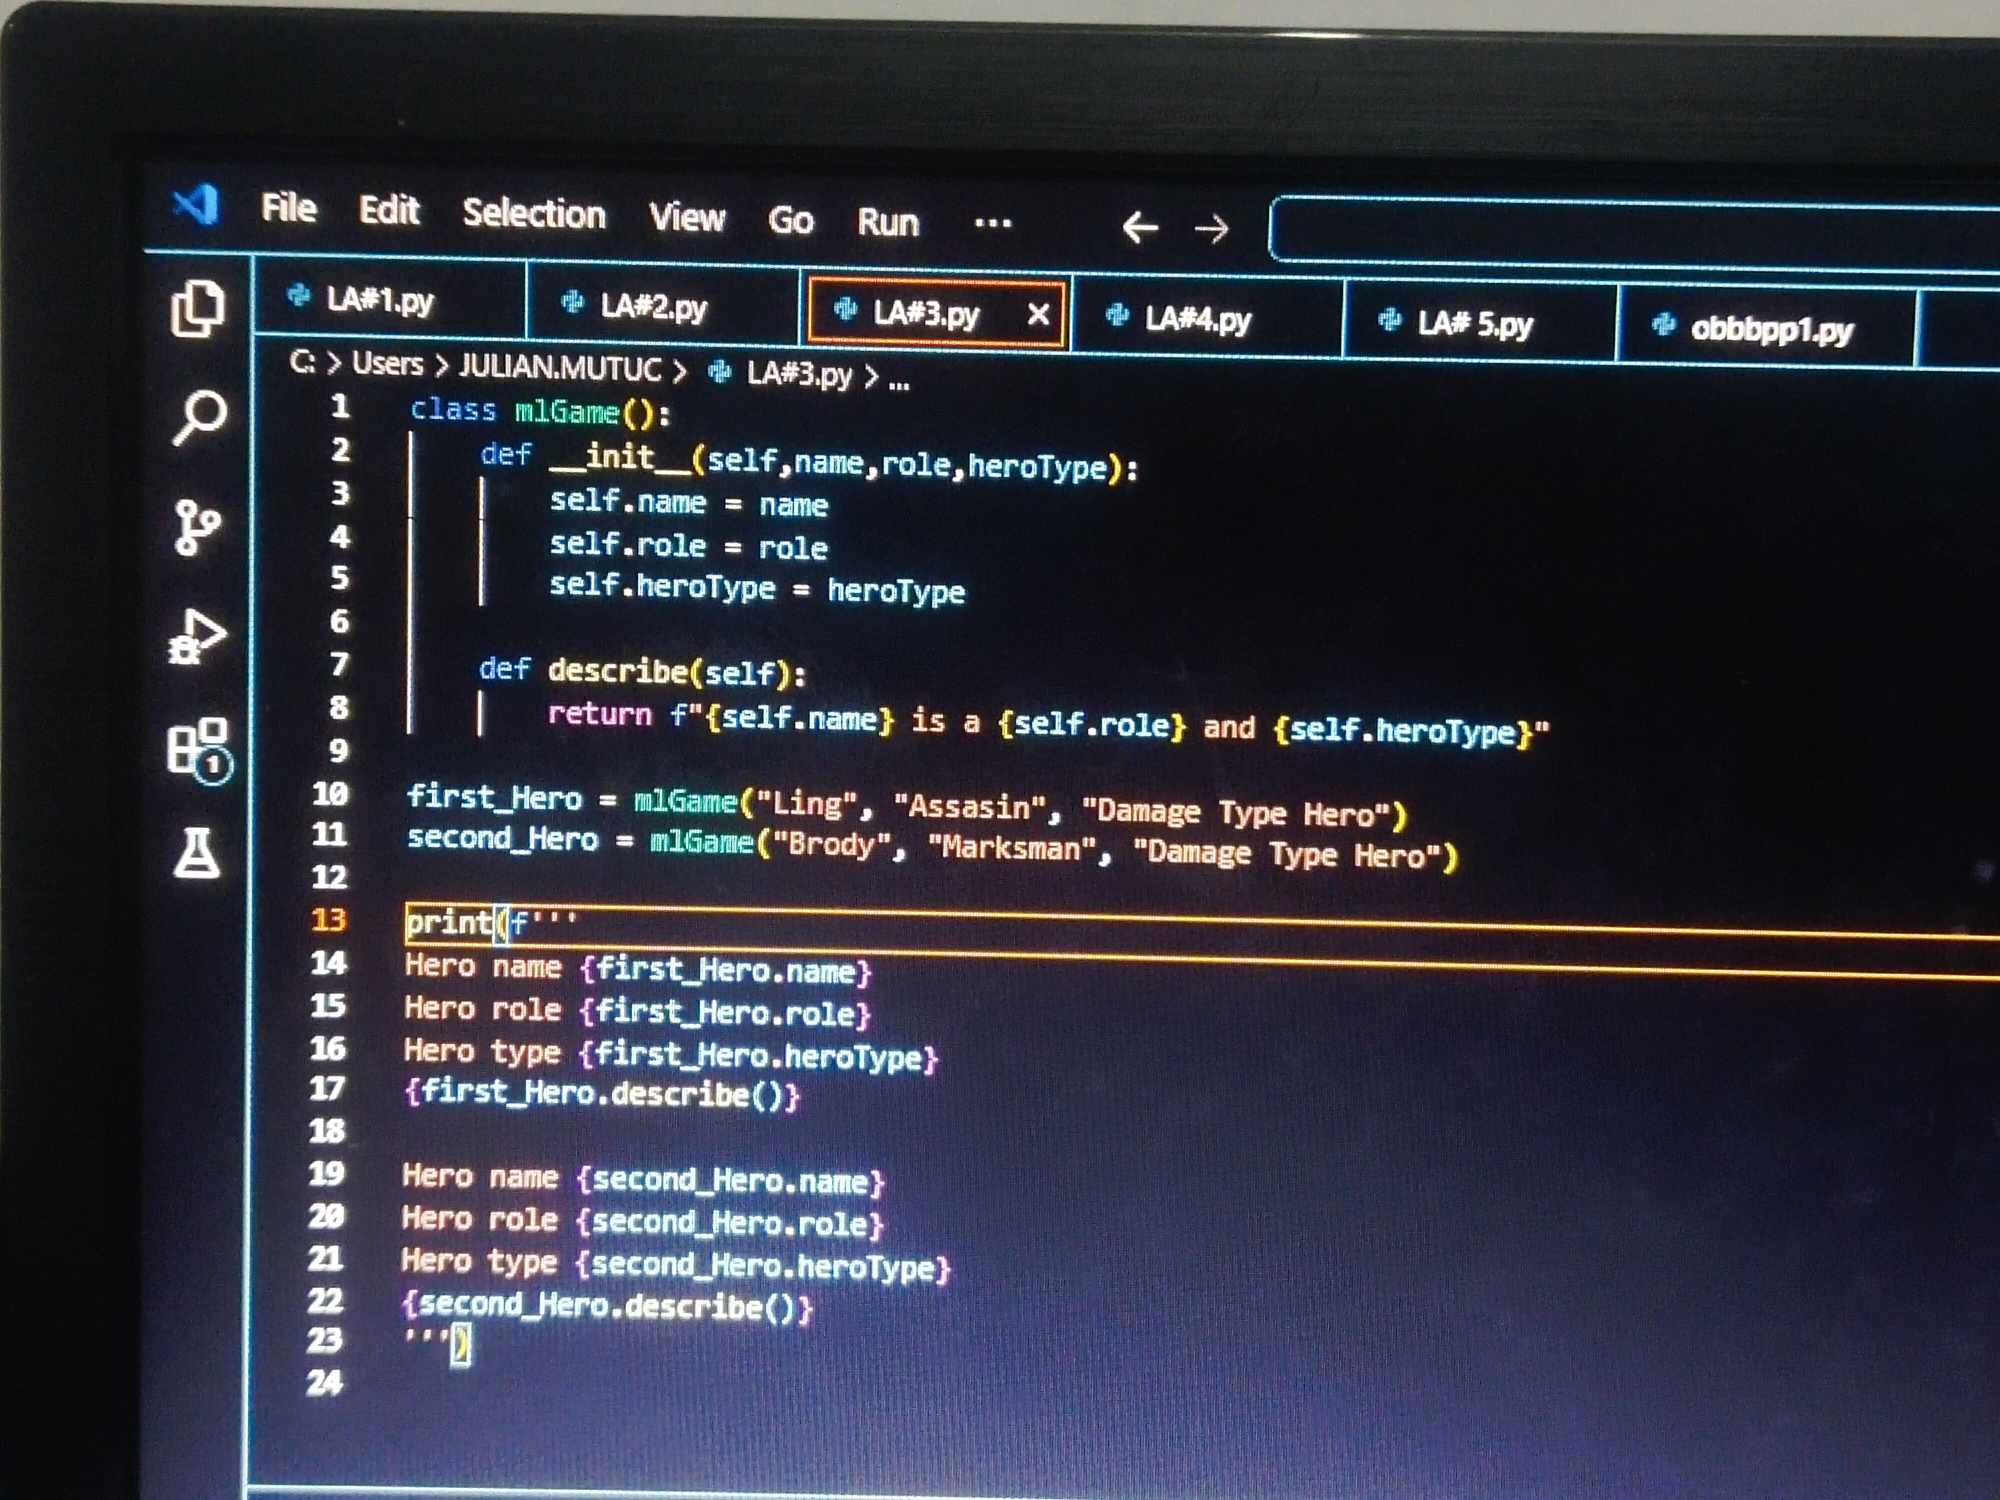 File Edit Selection View Go Run ...
LA#1.py LA#2.py LA#3.py LA#4.py LA# 5.py obbbpp1.py
C: > Users > JULIAN.MUTUC > LA#3.py > ...
1 class mlGame():
2 def __init__(self,name,role,heroType):
3 self.name = name
4 self.role = role
5 self.heroType = heroType
6
7 def describe(self):
8 return f"{self.name} is a {self.role} and {self.heroType}"
9
10 first_Hero = mlGame("Ling", "Assasin", "Damage Type Hero")
11 second_Hero = mlGame("Brody", "Marksman", "Damage Type Hero")
12
13 print(f'''
14 Hero name {first_Hero.name}
15 Hero role {first_Hero.role}
16 Hero type {first_Hero.heroType}
17 {first_Hero.describe()}
18
19 Hero name {second_Hero.name}
20 Hero role {second_Hero.role}
21 Hero type {second_Hero.heroType}
22 {second_Hero.describe()}
23 ''')
24
1